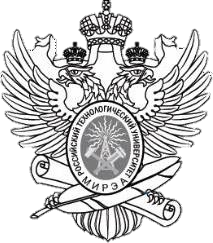 РОССИЙСКИЙ ТЕХНОЛОГИЧЕСКИЙ УНИВЕРСИТЕТ
МИРЭА